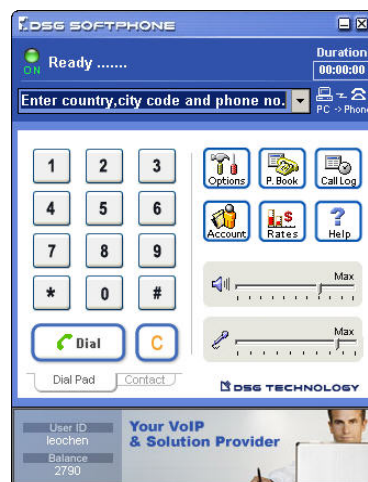 DSG SOFTPHONE
ON
Ready .......
Duration
00:00:00
Enter country,city code and phone no.
PC -> Phone
1 2 3
4 5 6
7 8 9
* 0 #
Dial C
Dial Pad Contact
Options P.Book Call Log
Account Rates Help
Max
Max
DSG TECHNOLOGY
User ID
leochen
Balance
2790
Your VoIP
& Solution Provider